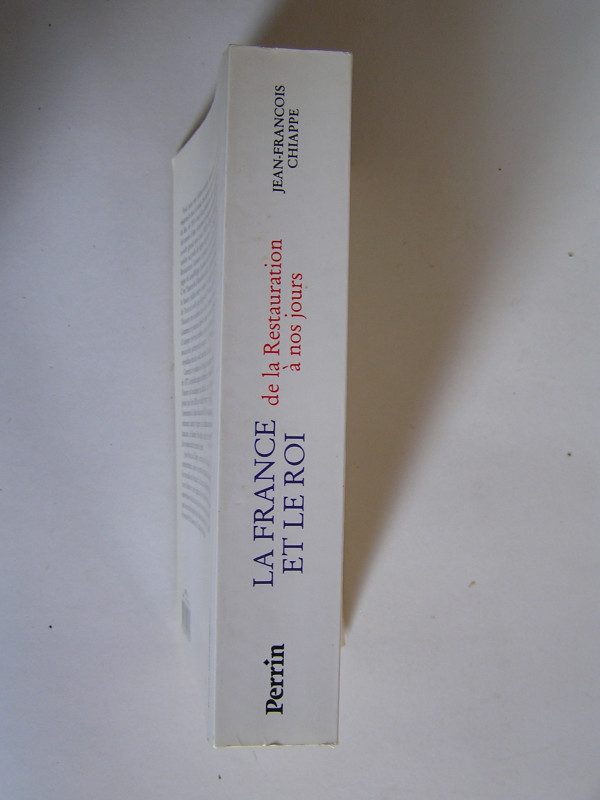 Perrin
LA FRANCE
ET LE ROI
de la Restauration
à nos jours
JEAN-FRANCOIS
CHIAPPE